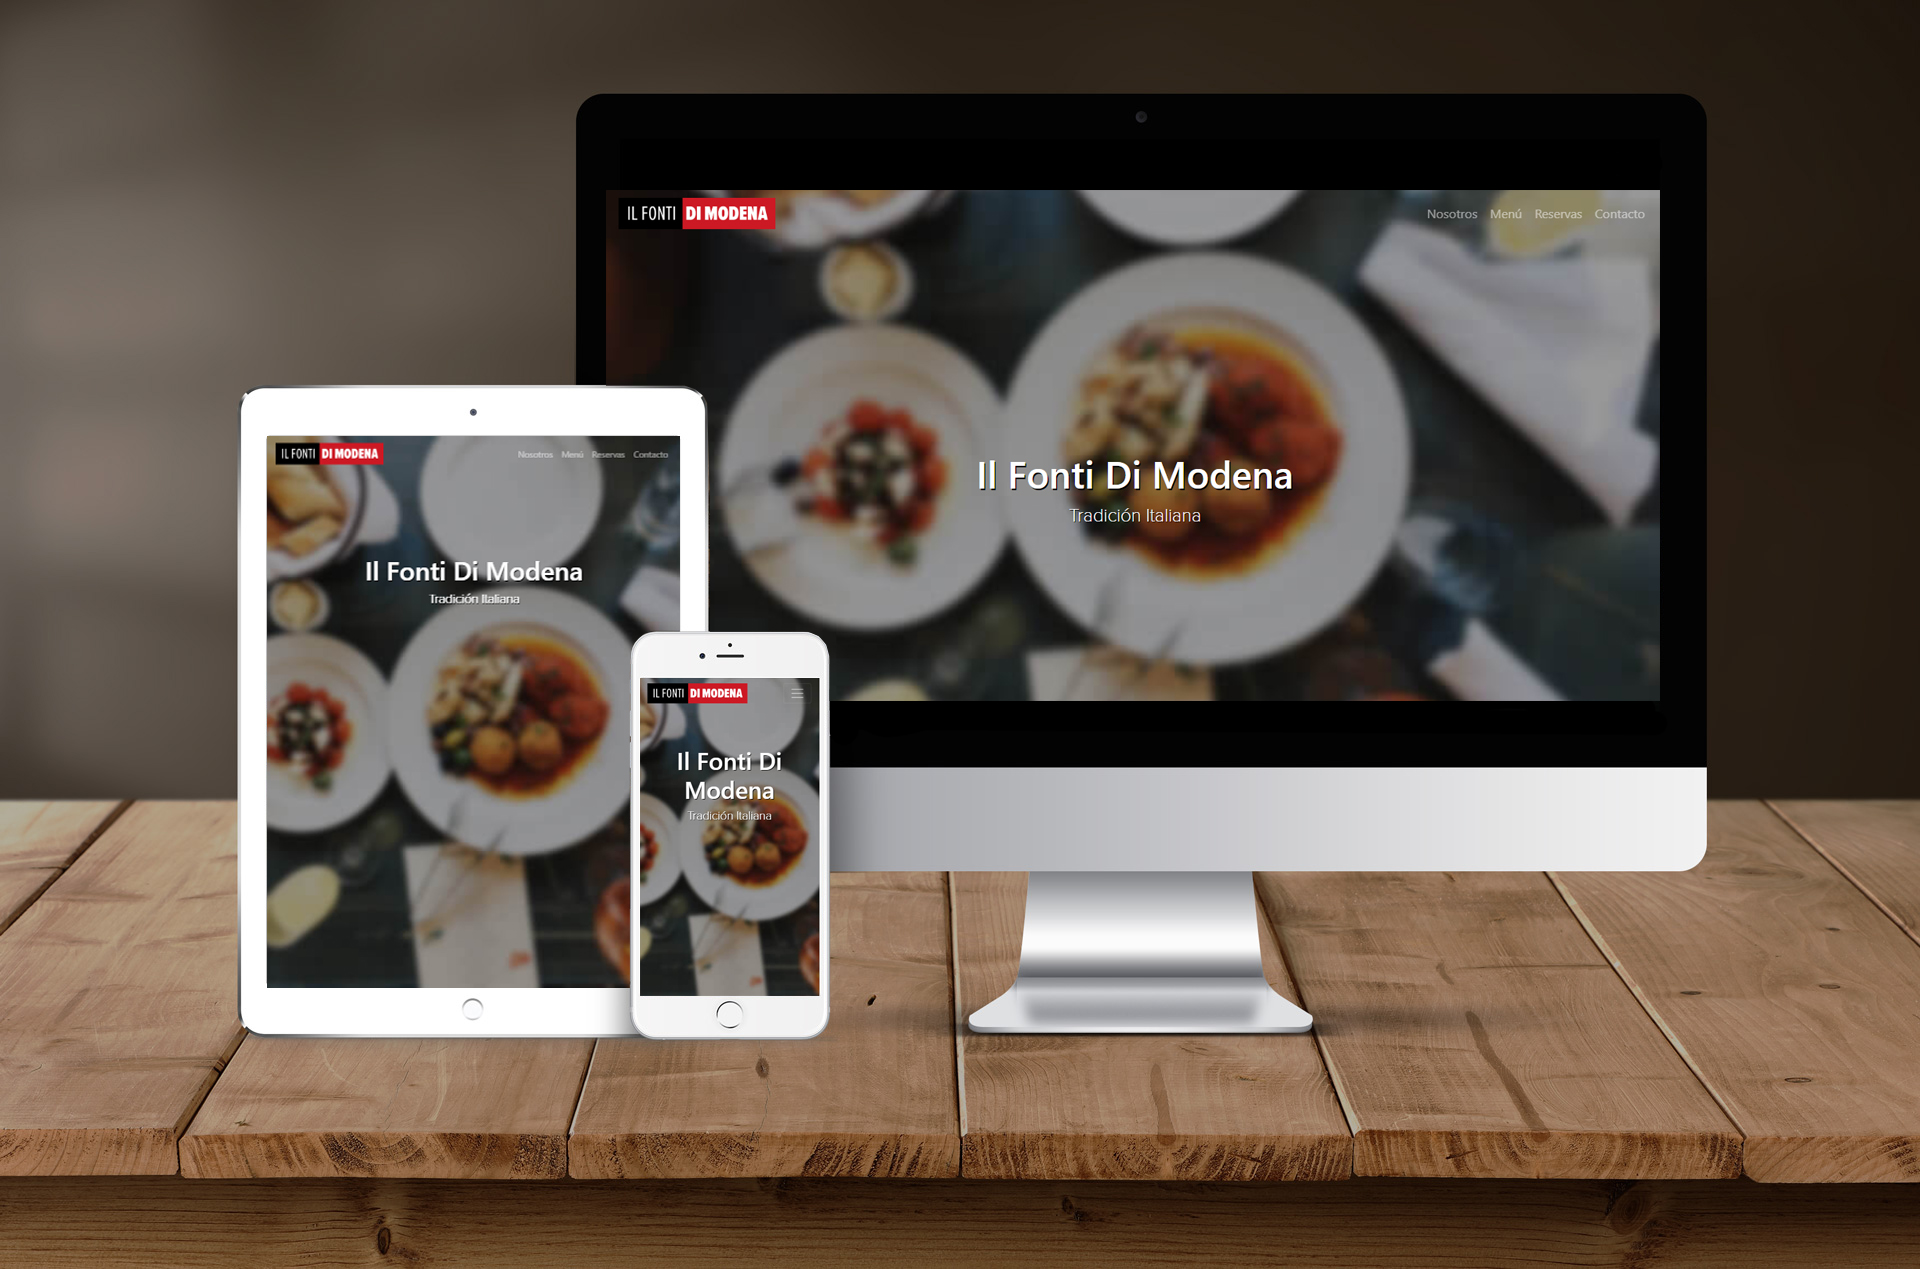 IL FONTI DI MODENA
Nosotros Menú Reservas Contacto
Il Fonti Di Modena
Tradición Italiana
IL FONTI DI MODENA
Nosotros Menú Reservas Contacto
Il Fonti Di Modena
Tradición Italiana
IL FONTI DI MODENA
Il Fonti Di
Modena
Tradición Italiana